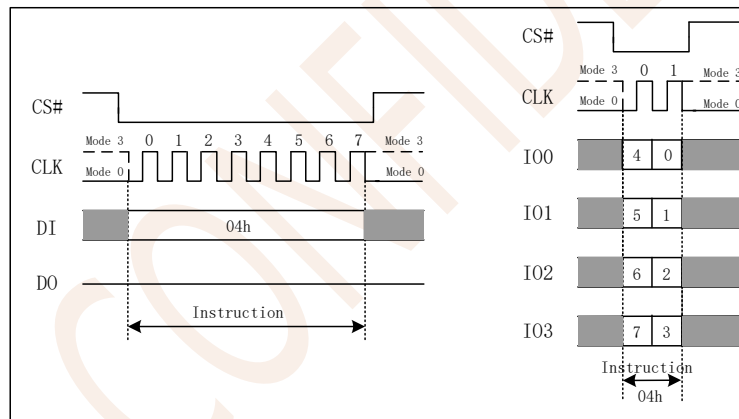 CS#
Mode 3 0 1 2 3 4 5 6 7 Mode 3
CLK
Mode 0 Mode 0
DI 04h
DO
Instruction
CS#
Mode 3 0 1 Mode 3
CLK
Mode 0 Mode 0
IO0 4 0
IO1 5 1
IO2 6 2
IO3 7 3
Instruction
04h